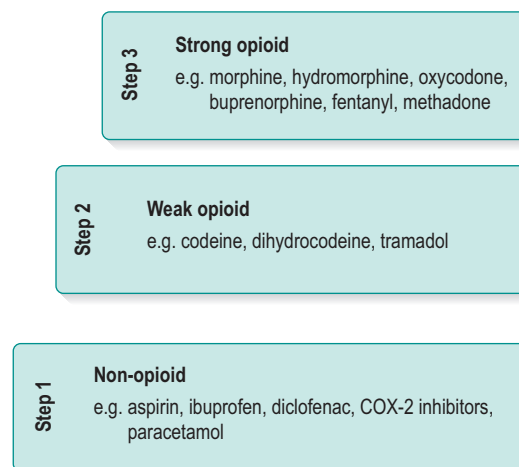 Step 3
Strong opioid
e.g. morphine, hydromorphine, oxycodone,
buprenorphine, fentanyl, methadone
Step 2
Weak opioid
e.g. codeine, dihydrocodeine, tramadol
Step 1
Non-opioid
e.g. aspirin, ibuprofen, diclofenac, COX-2 inhibitors,
paracetamol